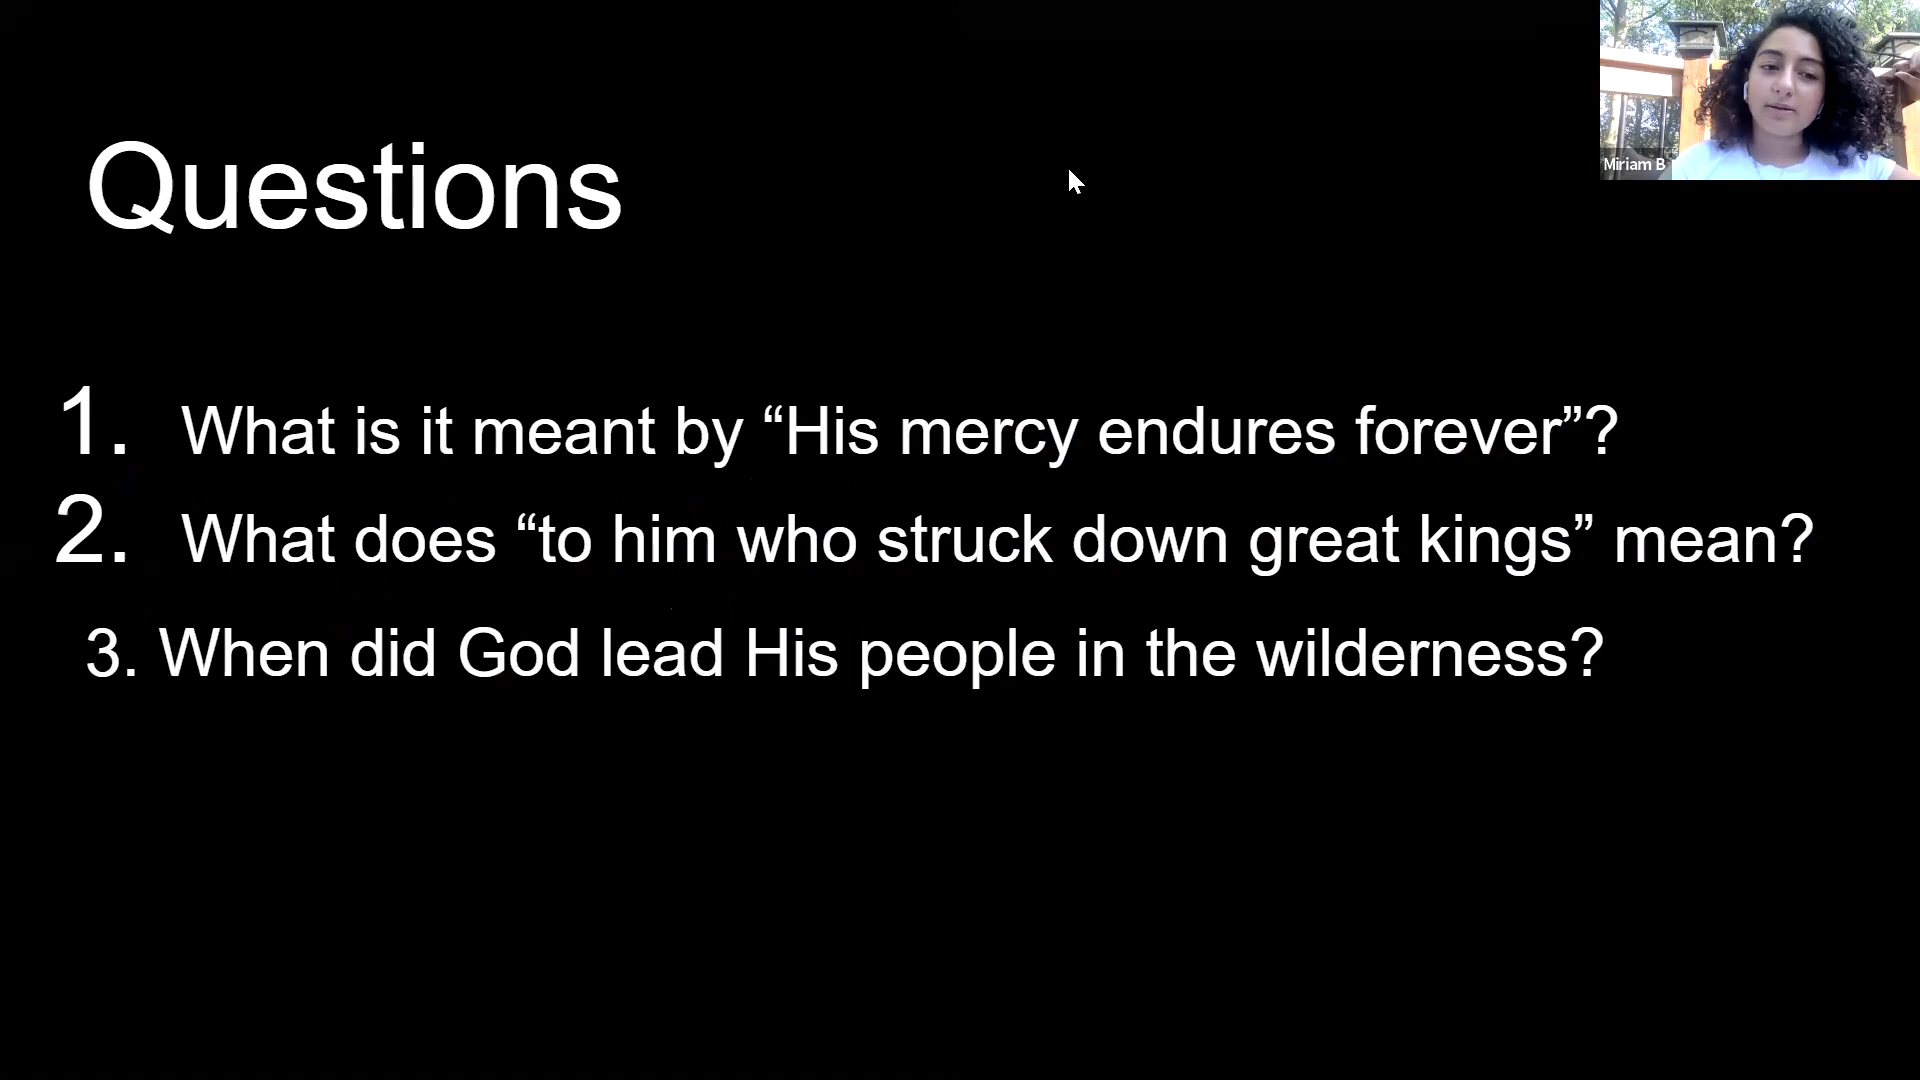 Questions
Miriam B
1. What is it meant by “His mercy endures forever”?
2. What does “to him who struck down great kings” mean?
3. When did God lead His people in the wilderness?